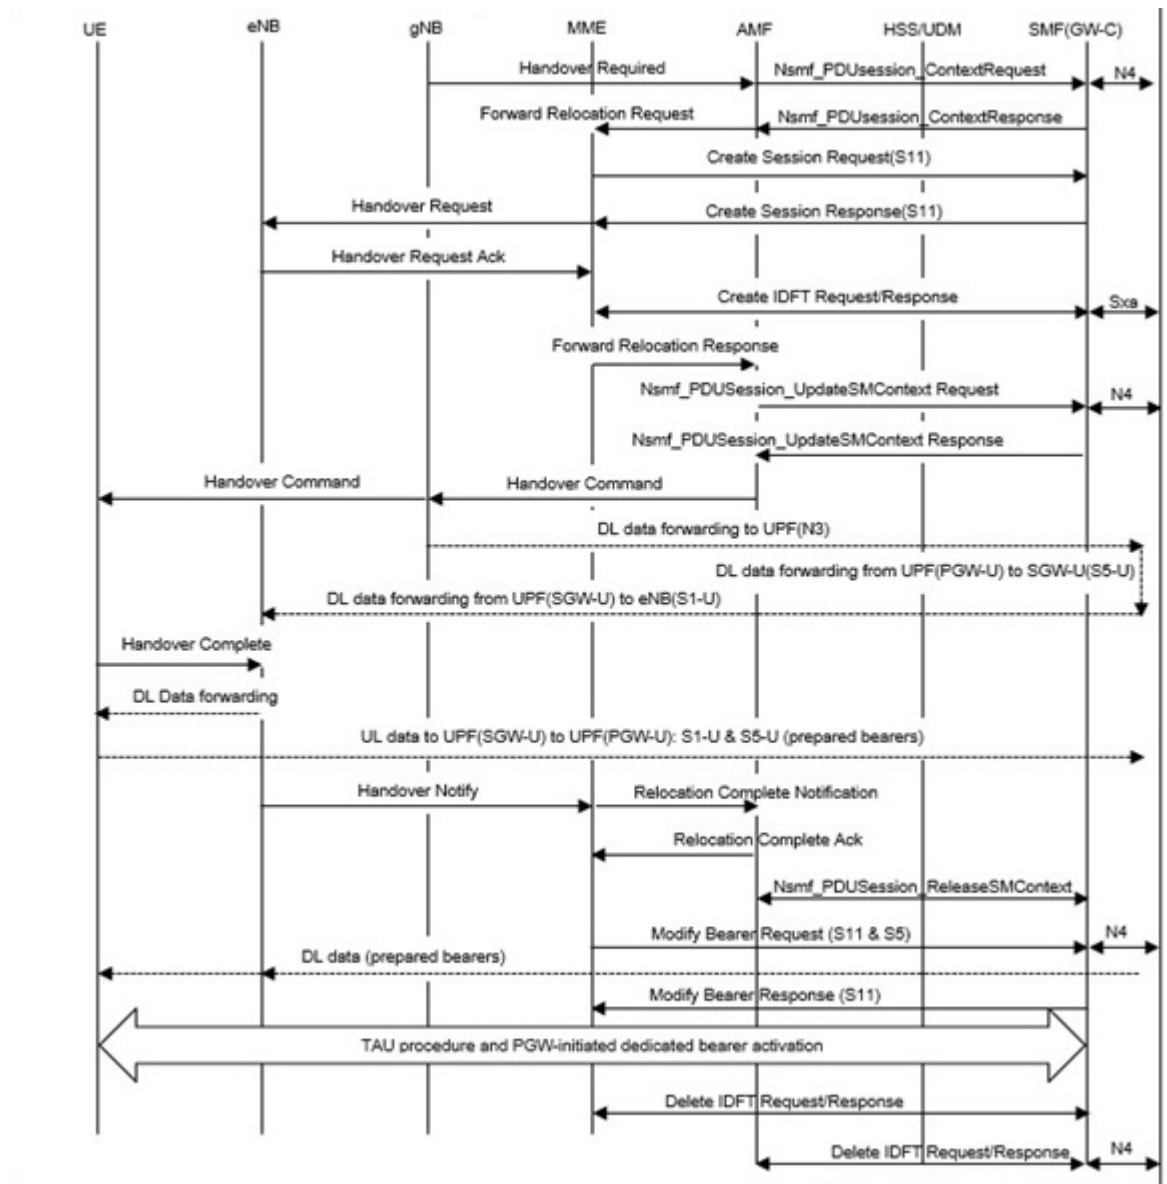 UE eNB gNB MME AMF HSS/UDM SMF(GW-C)
Handover Required Nsmf_PDUsession_ContextRequest N4
Forward Relocation Request Nsmf_PDUsession_ContextResponse
Create Session Request(S11)
Handover Request Create Session Response(S11)
Handover Request Ack
Create IDFT Request/Response Sxa
Forward Relocation Response
Nsmf_PDUSession_UpdateSMContext Request N4
Nsmf_PDUSession_UpdateSMContext Response
Handover Command Handover Command
DL data forwarding to UPF(N3)
DL data forwarding from UPF(PGW-U) to SGW-U(S5-U)
DL data forwarding from UPF(SGW-U) to eNB(S1-U)
Handover Complete
DL Data forwarding
UL data to UPF(SGW-U) to UPF(PGW-U): S1-U & S5-U (prepared bearers)
Handover Notify Relocation Complete Notification
Relocation Complete Ack
Nsmf_PDUSession_ReleaseSMContext
Modify Bearer Request (S11 & S5) N4
DL data (prepared bearers)
Modify Bearer Response (S11)
TAU procedure and PGW-initiated dedicated bearer activation
Delete IDFT Request/Response
Delete IDFT Request/Response N4